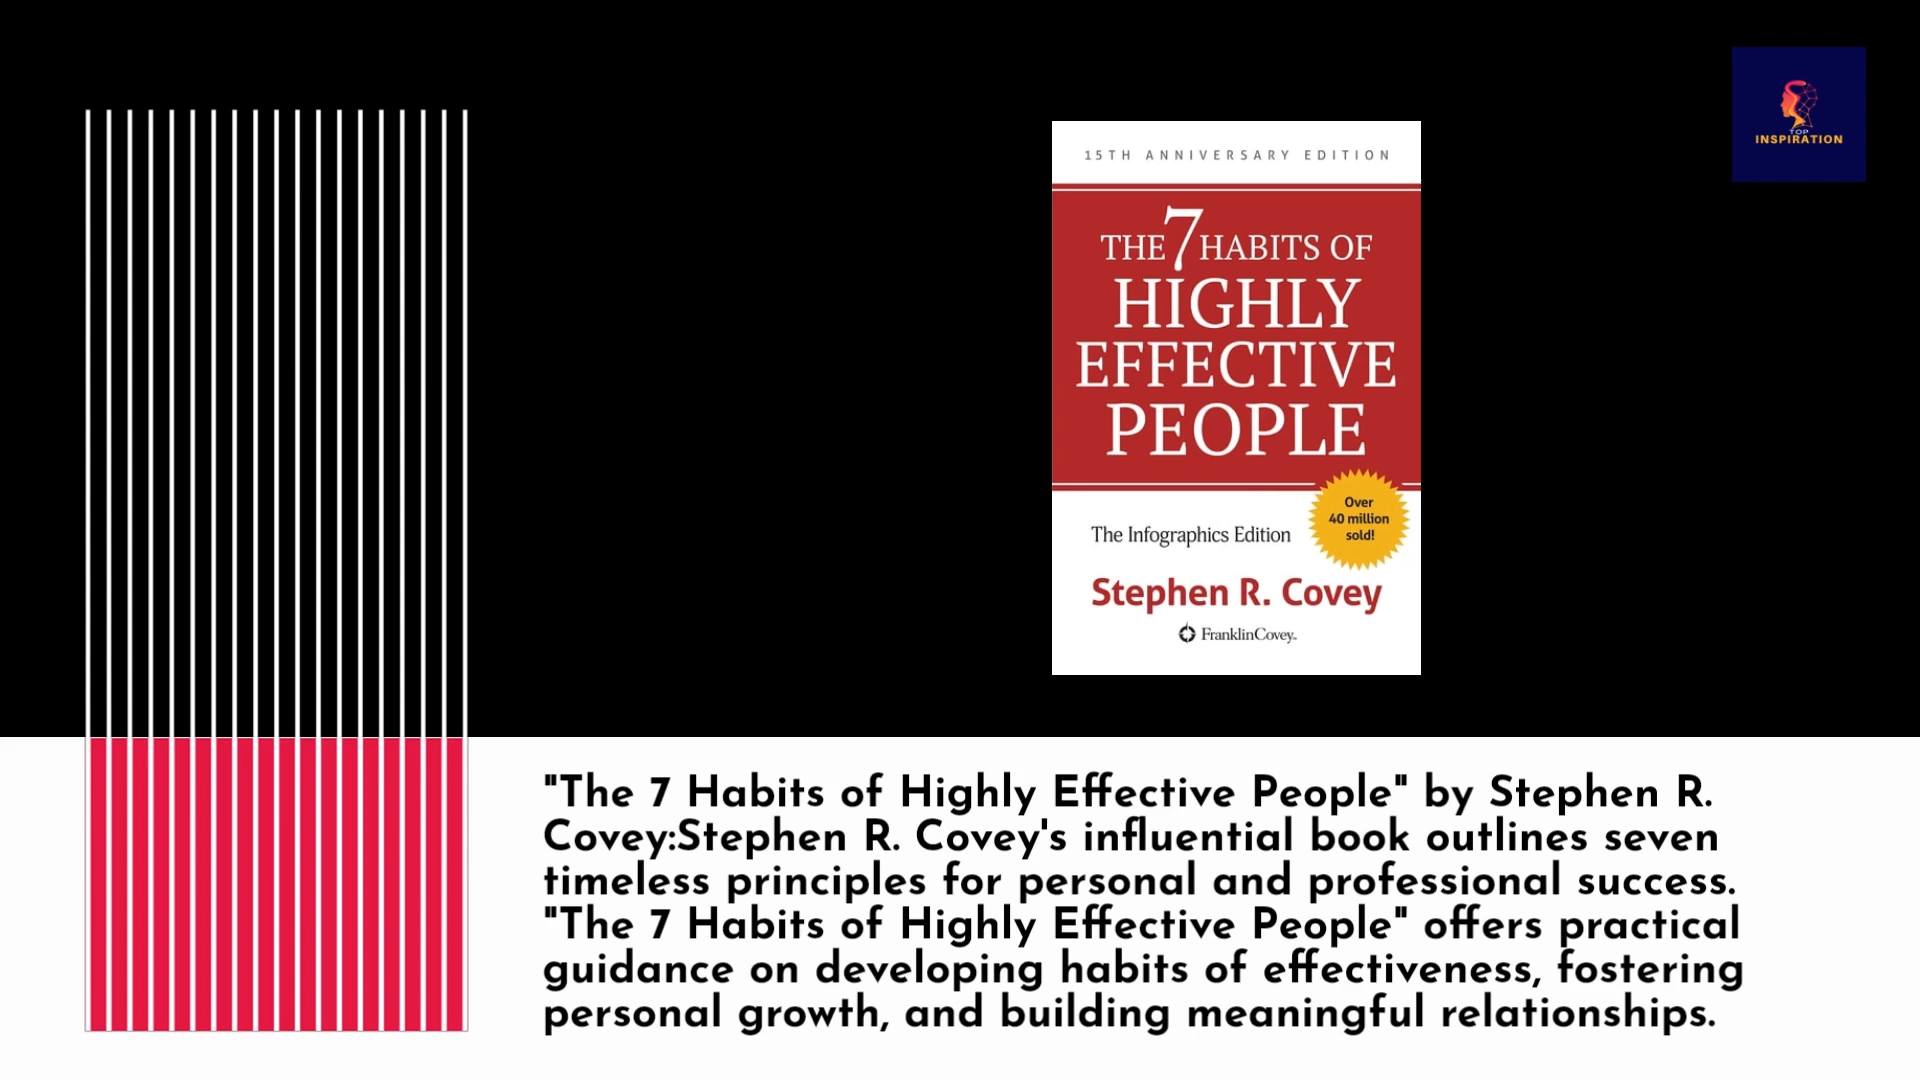 TOP
INSPIRATION
15TH ANNIVERSARY EDITION
THE 7 HABITS OF
HIGHLY
EFFECTIVE
PEOPLE
Over
40 million
sold!
The Infographics Edition
Stephen R. Covey
FranklinCovey.
"The 7 Habits of Highly Effective People" by Stephen R.
Covey:Stephen R. Covey's influential book outlines seven
timeless principles for personal and professional success.
"The 7 Habits of Highly Effective People" offers practical
guidance on developing habits of effectiveness, fostering
personal growth, and building meaningful relationships.